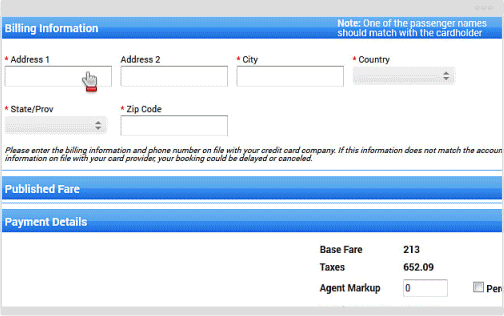 Billing Information
Note: One of the passenger names
should match with the cardholder
* Address 1 Address 2 * City * Country
* State/Prov * Zip Code
Please enter the billing information and phone number on file with your credit card company. If this information does not match the
information on file with your card provider, your booking could be delayed or canceled.
Published Fare
Payment Details
Base Fare 213
Taxes 652.09
Agent Markup 0